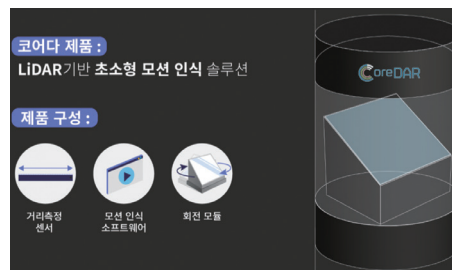 코어다 제품 :
LiDAR기반 초소형 모션 인식 솔루션
CoreDAR
제품 구성 :
거리측정
센서
모션 인식
소프트웨어
회전 모듈